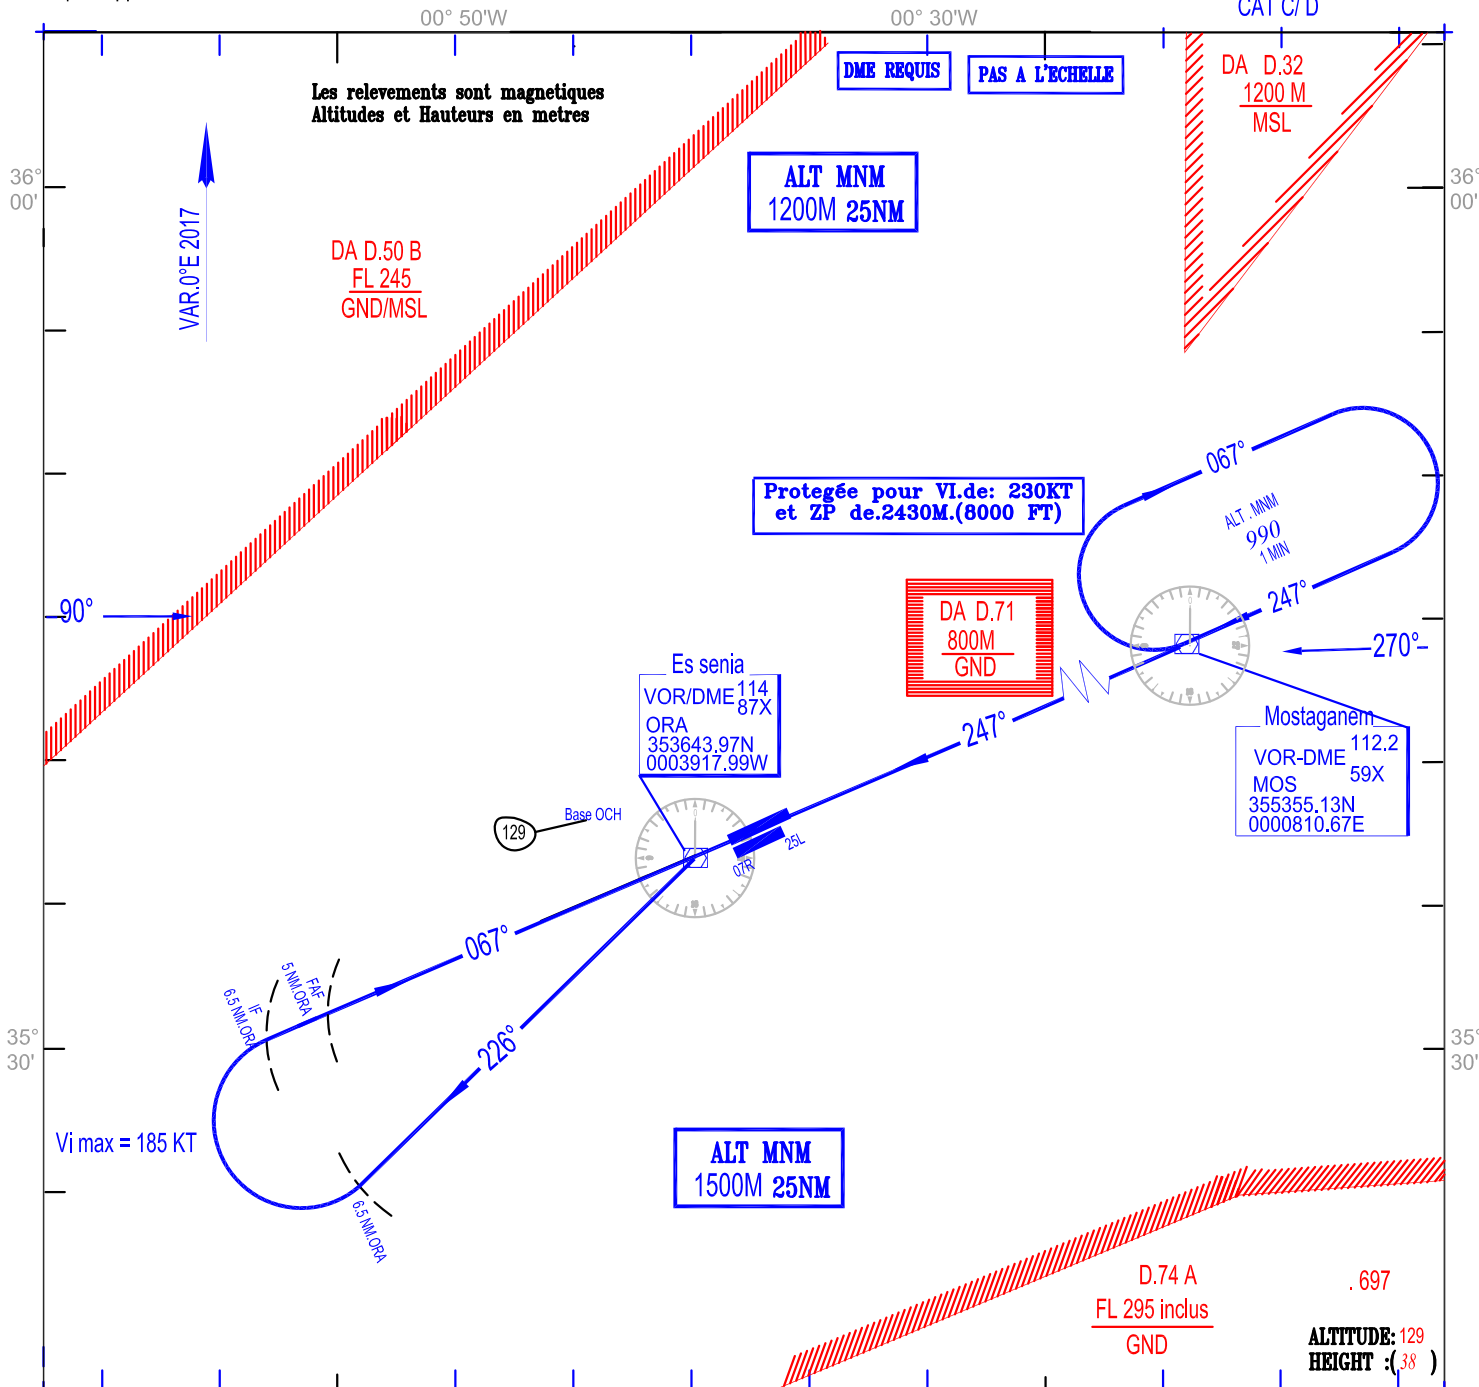 00° 50'W
00° 30'W
CAT C/ D
Les relevements sont magnetiques
Altitudes et Hauteurs en metres
DME REQUIS
PAS A L'ECHELLE
DA D.32
1200 M
MSL
36°
00'
36°
00'
ALT MNM
1200M 25NM
VAR.0°E 2017
DA D.50 B
FL 245
GND/MSL
067°
Protegée pour VI.de: 230KT
et ZP de.2430M.(8000 FT)
ALT . MNM
990
1 MIN
247°
90°
DA D.71
800M
GND
270°
Es senia
VOR/DME 114
87X
ORA
353643.97N
0003917.99W
247°
Mostaganem
112.2
VOR-DME
59X
MOS
355355.13N
0000810.67E
129
Base OCH
07R
25L
067°
IF
6.5 NM.ORA
FAF
5 NM.ORA
226°
35°
30'
35°
30'
Vi max = 185 KT
ALT MNM
1500M 25NM
6.5 NM.ORA
D.74 A
FL 295 inclus
GND
. 697
ALTITUDE: 129
HEIGHT :( 38 )